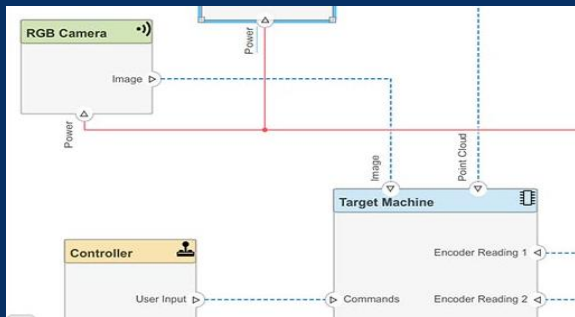 RGB Camera
Power
Image
Power
Image
Point Cloud
Target Machine
Controller
Encoder Reading 1
User Input
Commands
Encoder Reading 2